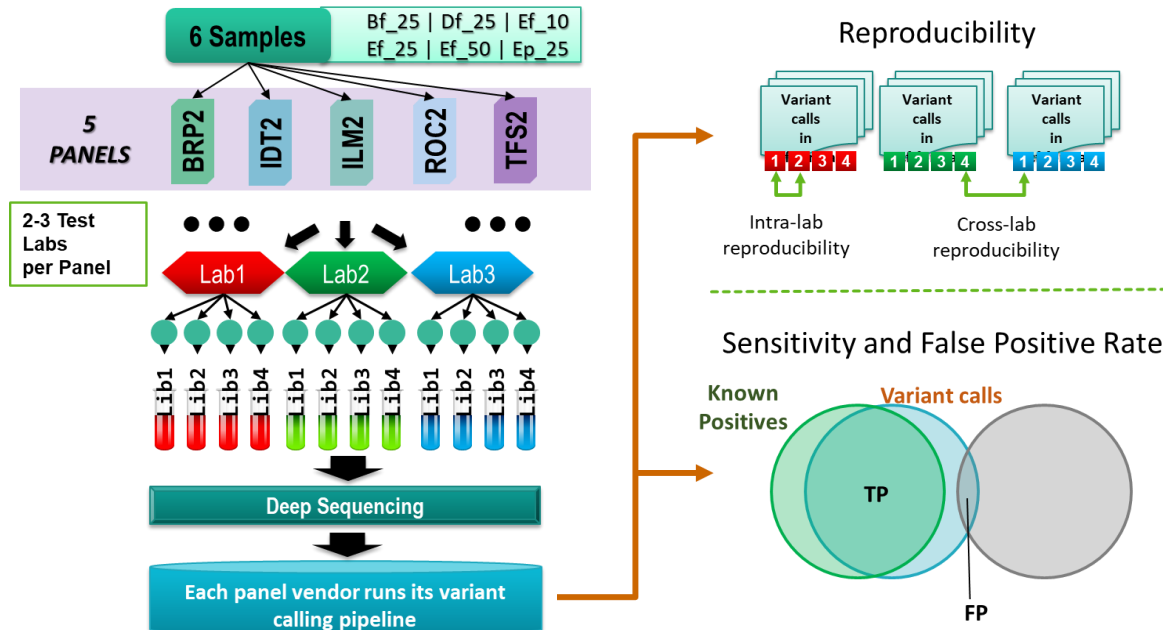 6 Samples
Bf_25 | Df_25 | Ef_10
Ef_25 | Ef_50 | Ep_25
5
PANELS
BRP2
IDT2
ILM2
ROC2
TFS2
2-3 Test
Labs
per Panel
Lab1
Lab2
Lab3
Lib1
Lib2
Lib3
Lib4
Lib1
Lib2
Lib3
Lib4
Lib1
Lib2
Lib3
Lib4
Deep Sequencing
Each panel vendor runs its variant
calling pipeline
Reproducibility
Variant
calls
in
1 2 3 4
Variant
calls
in
1 2 3 4
Variant
calls
in
1 2 3 4
Intra-lab
reproducibility
Cross-lab
reproducibility
Sensitivity and False Positive Rate
Known
Positives
Variant calls
TP
FP